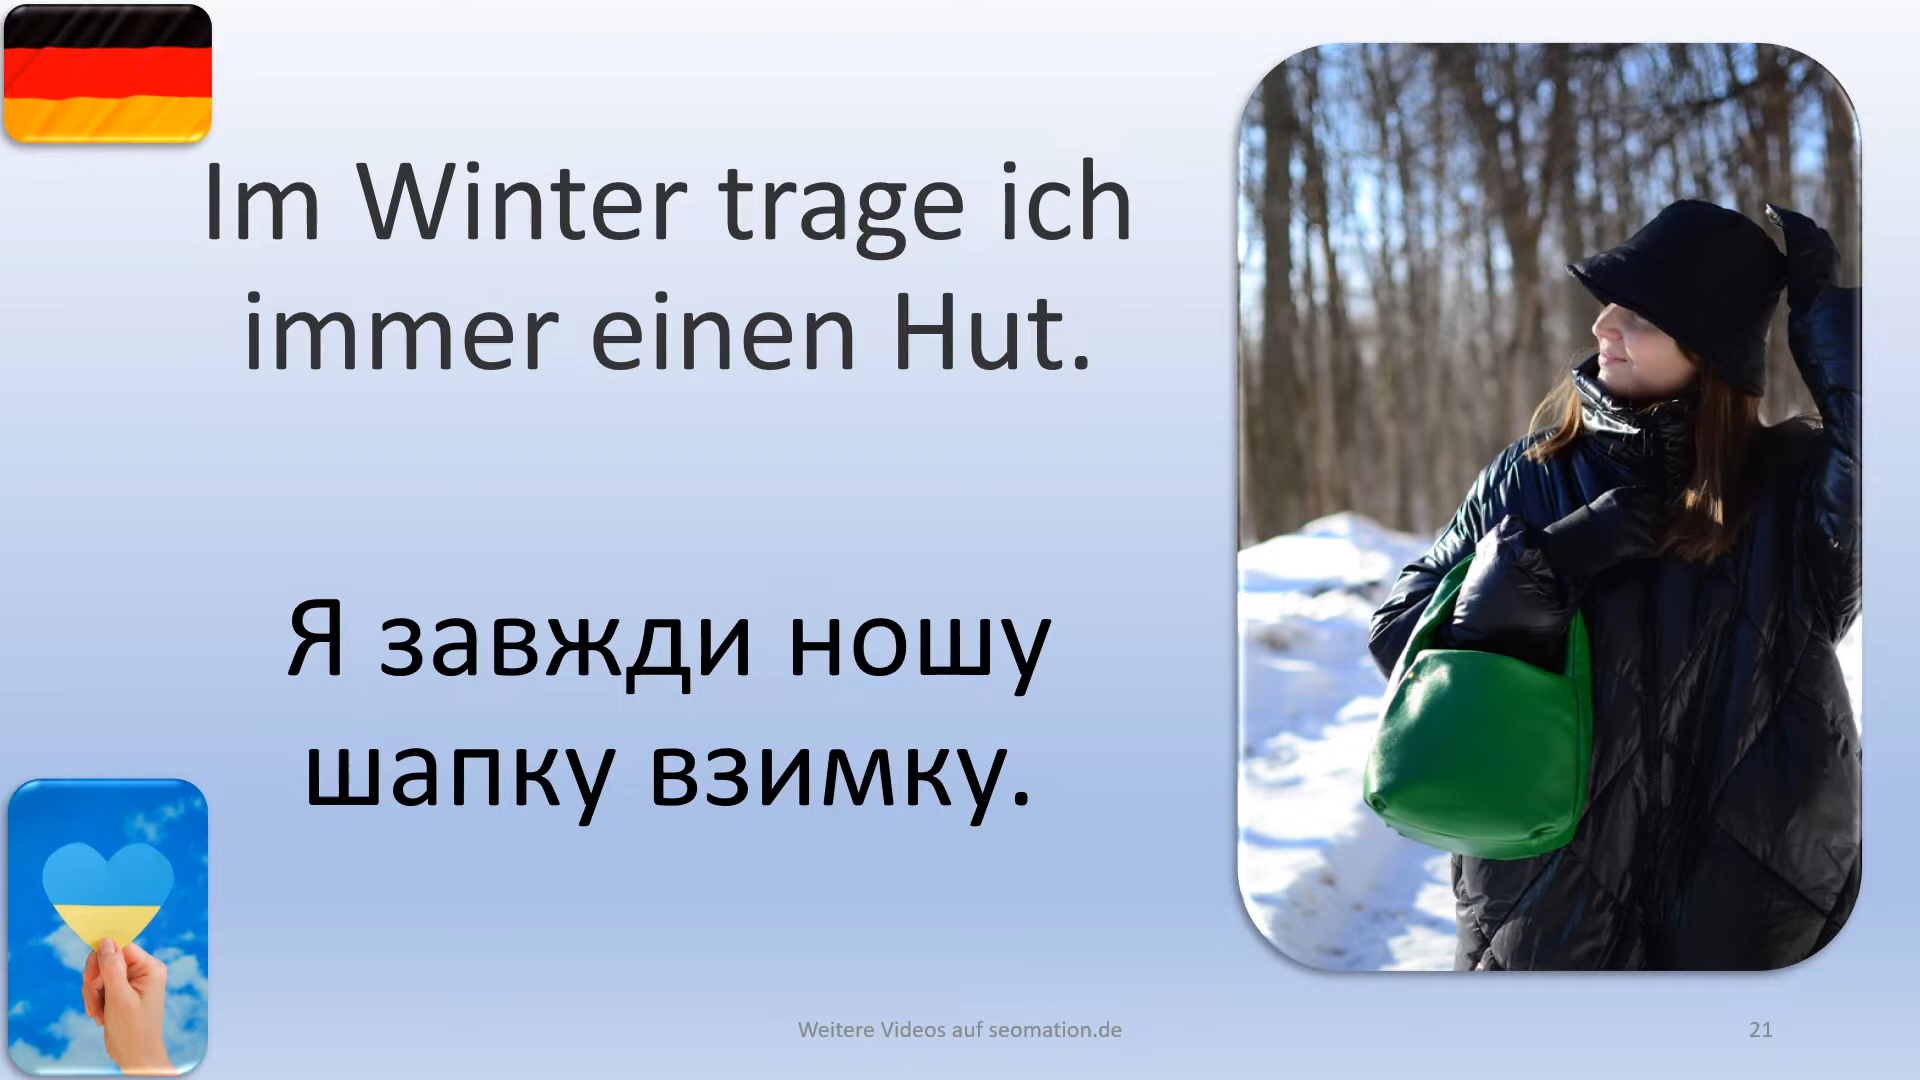 Im Winter trage ich
immer einen Hut.
Я завжди ношу
шапку взимку.
Weitere Videos auf seomation.de
21